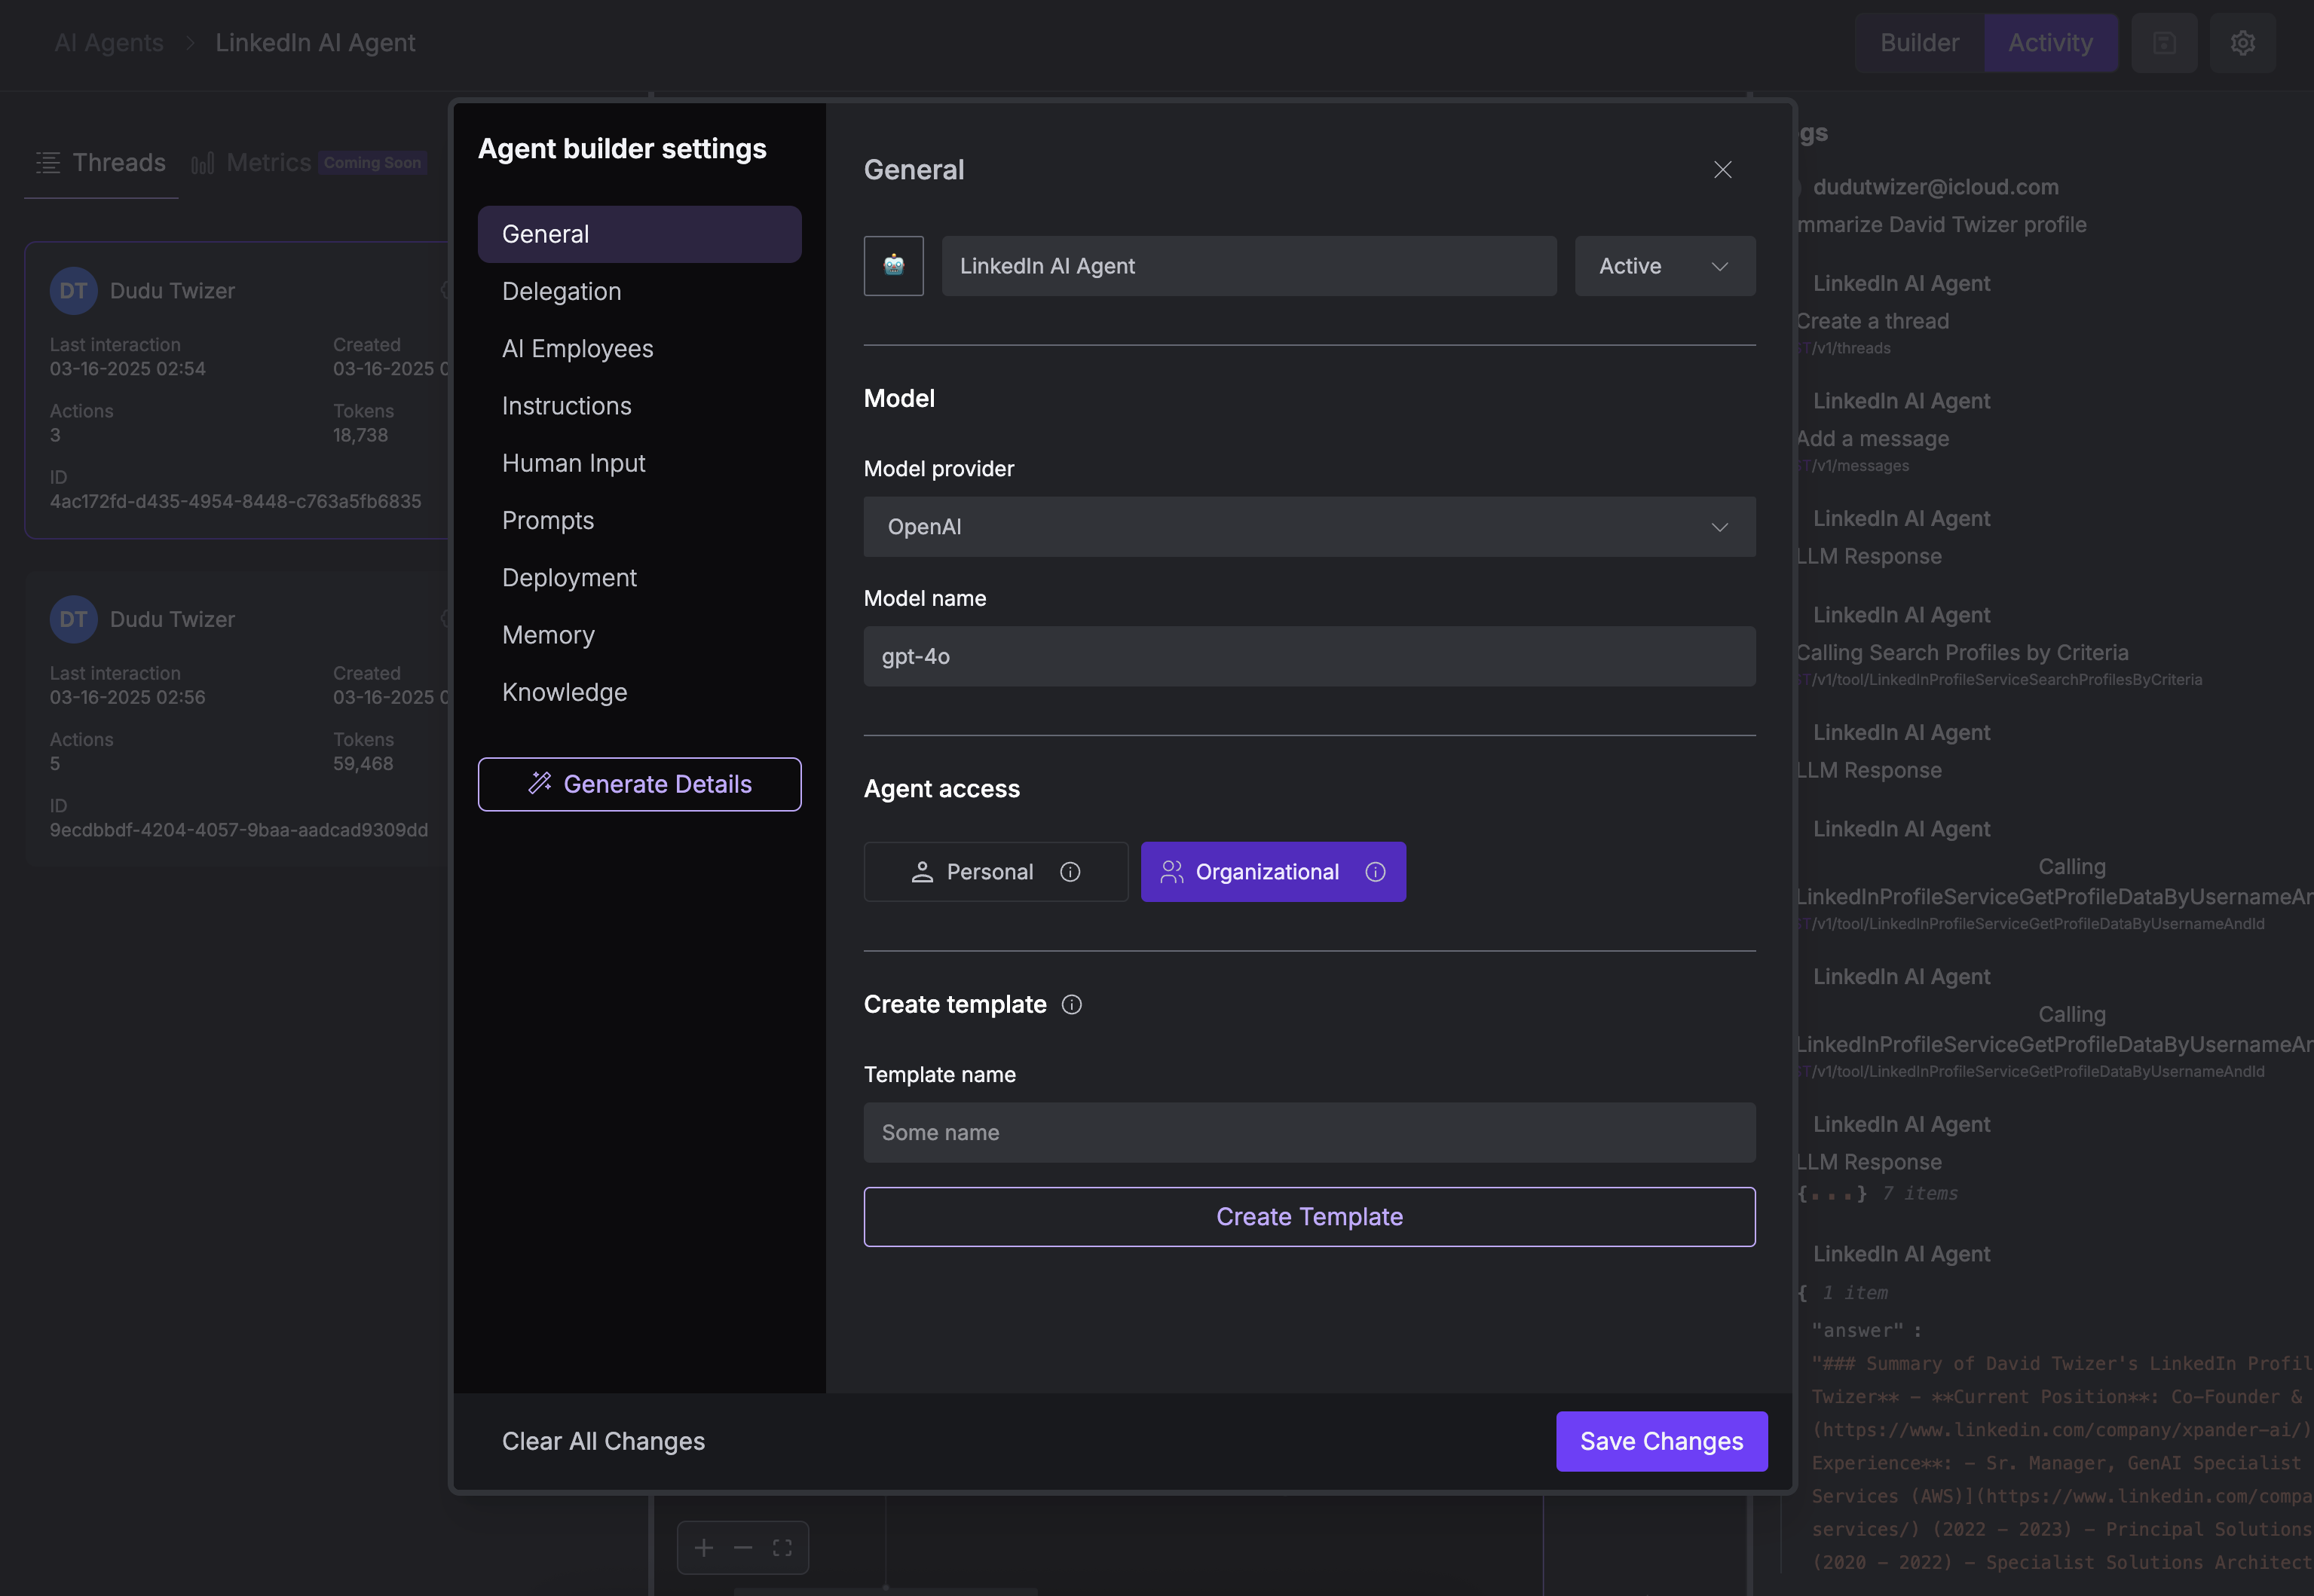 AI Agents > LinkedIn AI Agent
Builder
Activity
Threads
Metrics
Coming Soon
DT Dudu Twizer
Last interaction
03-16-2025 02:54
Created
03-16-2025 0
Actions
3
Tokens
18,738
ID
4ac172fd-d435-4954-8448-c763a5fb6835
DT Dudu Twizer
Last interaction
03-16-2025 02:56
Created
03-16-2025 0
Actions
5
Tokens
59,468
ID
9ecdbbdf-4204-4057-9baa-aadcad9309dd
Agent builder settings
General
Delegation
AI Employees
Instructions
Human Input
Prompts
Deployment
Memory
Knowledge
Generate Details
General
LinkedIn AI Agent
Active
Model
Model provider
OpenAI
Model name
gpt-4o
Agent access
Personal
Organizational
Create template
Template name
Some name
Create Template
Clear All Changes
Save Changes
gs
dudutwizer@icloud.com
mmarize David Twizer profile
LinkedIn AI Agent
Create a thread
T/v1/threads
LinkedIn AI Agent
Add a message
T/v1/messages
LinkedIn AI Agent
LLM Response
LinkedIn AI Agent
Calling Search Profiles by Criteria
T/v1/tool/LinkedInProfileServiceSearchProfilesByCriteria
LinkedIn AI Agent
LLM Response
LinkedIn AI Agent
Calling
LinkedInProfileServiceGetProfileDataByUsernameAn
T/v1/tool/LinkedInProfileServiceGetProfileDataByUsernameAndId
LinkedIn AI Agent
Calling
LinkedInProfileServiceGetProfileDataByUsernameAn
T/v1/tool/LinkedInProfileServiceGetProfileDataByUsernameAndId
LinkedIn AI Agent
LLM Response
{...} 7 items
LinkedIn AI Agent
{ 1 item
"answer" :
"### Summary of David Twizer's LinkedIn Profil
Twizer** - **Current Position**: Co-Founder &
(https://www.linkedin.com/company/xpander-ai/)
Experience**: - Sr. Manager, GenAI Specialist
Services (AWS)](https://www.linkedin.com/compa
services/) (2022 - 2023) - Principal Solutions
(2020 - 2022) - Specialist Solutions Architect